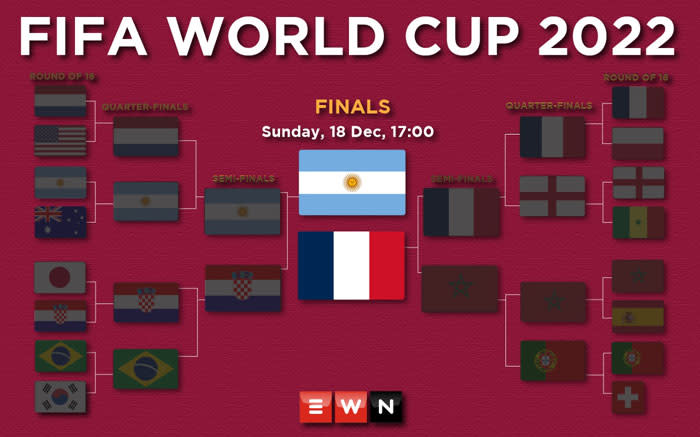 FIFA WORLD CUP 2022
ROUND OF 16
QUARTER-FINALS
SEMI-FINALS
FINALS
Sunday, 18 Dec, 17:00
SEMI-FINALS
QUARTER-FINALS
ROUND OF 16
EWN